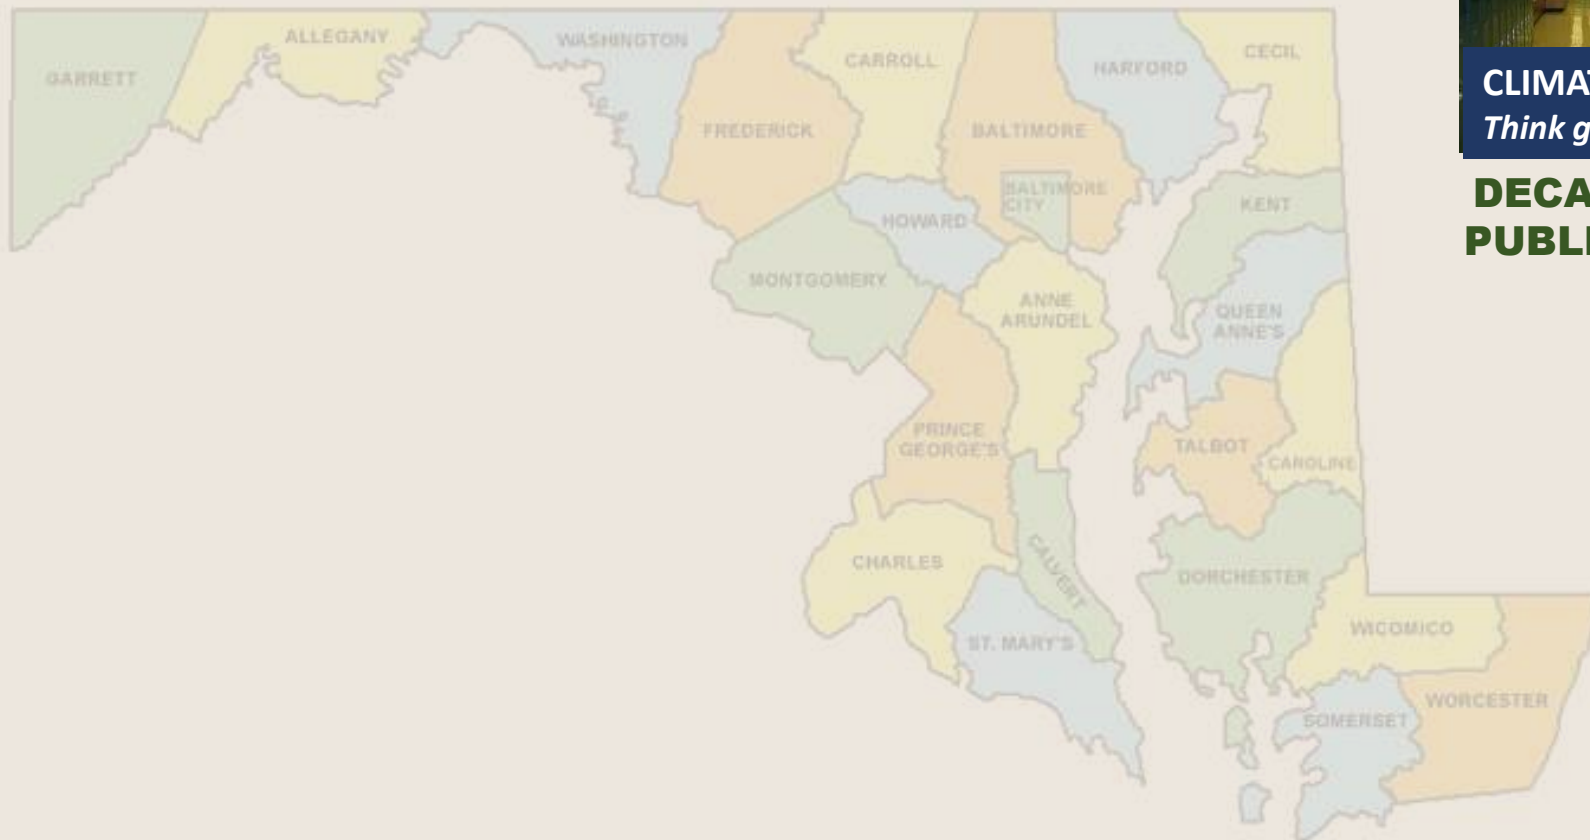 GARRETT
ALLEGANY
WASHINGTON
FREDERICK
CARROLL
BALTIMORE
HARFORD
CECIL
BALTIMORE
CITY
HOWARD
MONTGOMERY
KENT
ANNE
ARUNDEL
QUEEN
ANNE'S
PRINCE
GEORGE'S
TALBOT
CAROLINE
CHARLES
CALVERT
DORCHESTER
ST. MARY'S
WICOMICO
SOMERSET
WORCESTER
CLIMAT
Think g
DECA
PUBL